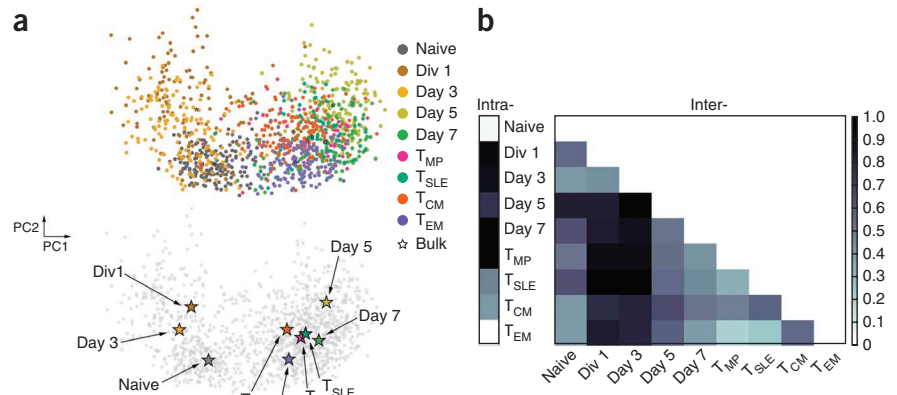 a
Naive
Div 1
Day 3
Day 5
Day 7
TMP
TSLE
TCM
TEM
Bulk
PC2
PC1
Div1
Day 3
Naive
Day 5
Day 7
TSLE
b
Intra-
Inter-
Naive
Div 1
Day 3
Day 5
Day 7
TMP
TSLE
TCM
TEM
1.0
0.9
0.8
0.7
0.6
0.5
0.4
0.3
0.2
0.1
0
Naive Div 1 Day 3 Day 5 Day 7 TMP TSLE TCM TEM